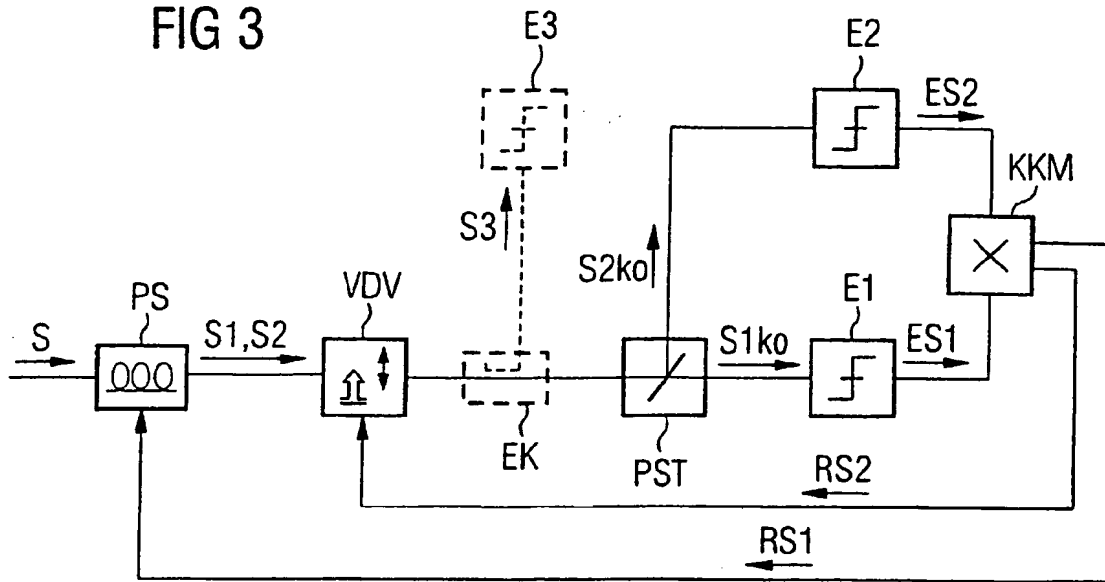 FIG 3
E3
E2
ES2
KKM
S3
S2ko
PS
VDV
E1
S
S1,S2
S1ko
ES1
EK
PST
RS2
RS1